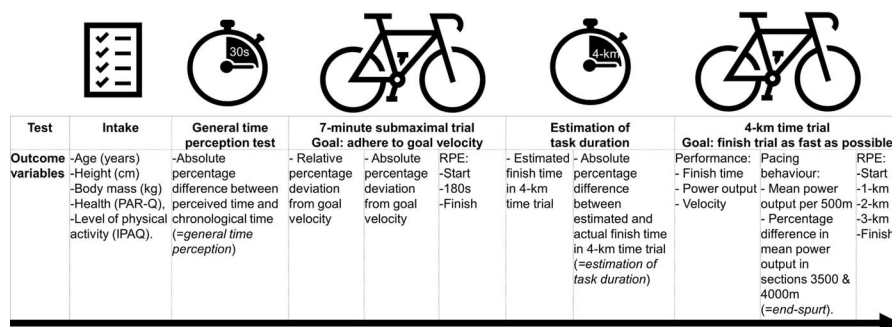 30s
4-km
Test
Intake
General time
perception test
7-minute submaximal trial
Goal: adhere to goal velocity
Estimation of
task duration
4-km time trial
Goal: finish trial as fast as possible
Outcome
variables
-Age (years)
-Height (cm)
-Body mass (kg)
-Health (PAR-Q),
-Level of physical
activity (IPAQ).
-Absolute
percentage
difference between
perceived time and
chronological time
(=general time
perception)
- Relative
percentage
deviation
from goal
velocity
- Absolute
percentage
deviation
from goal
velocity
RPE:
-Start
-180s
-Finish
- Estimated
finish time
in 4-km
time trial
- Absolute
percentage
difference
between
estimated and
actual finish time
in 4-km time trial
(=estimation of
task duration)
Performance:
- Finish time
- Power output
- Velocity
Pacing
behaviour:
- Mean power
output per 500m
- Percentage
difference in
mean power
output in
sections 3500 &
4000m
(=end-spurt).
RPE:
-Start
-1-km
-2-km
-3-km
-Finish